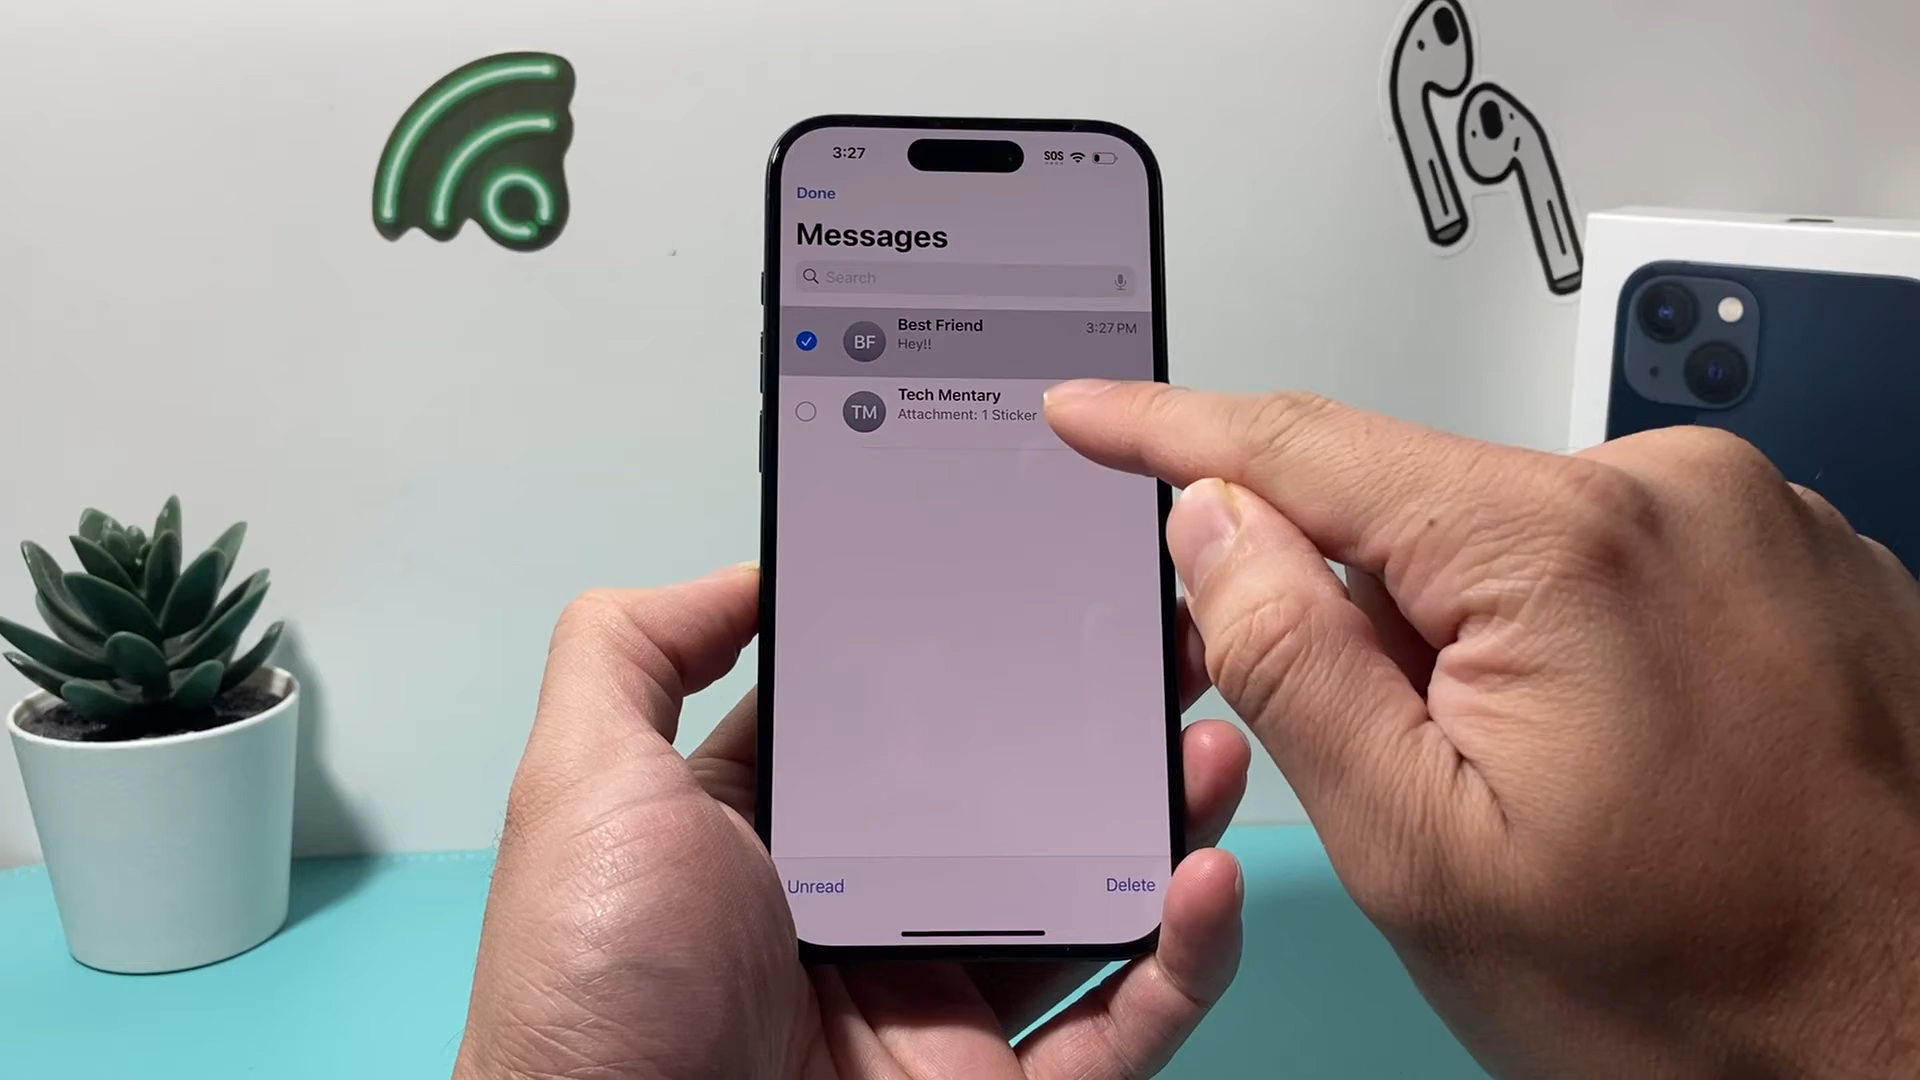 3:27
SOS
Done
Messages
Search
Best Friend
3:27 PM
BF
Hey!!
Tech Mentary
TM
Attachment: 1 Sticker
Unread
Delete